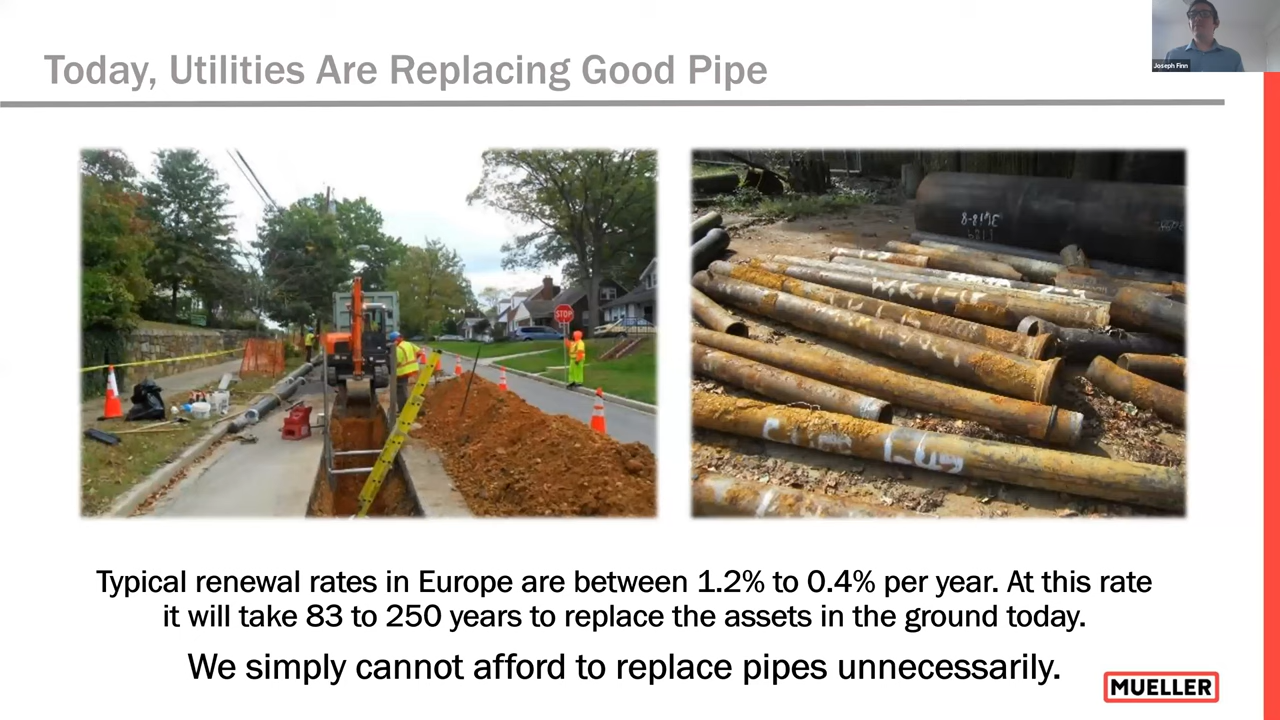 Joseph Finn
Today, Utilities Are Replacing Good Pipe
STOP
Typical renewal rates in Europe are between 1.2% to 0.4% per year. At this rate
it will take 83 to 250 years to replace the assets in the ground today.
We simply cannot afford to replace pipes unnecessarily.
MUELLER